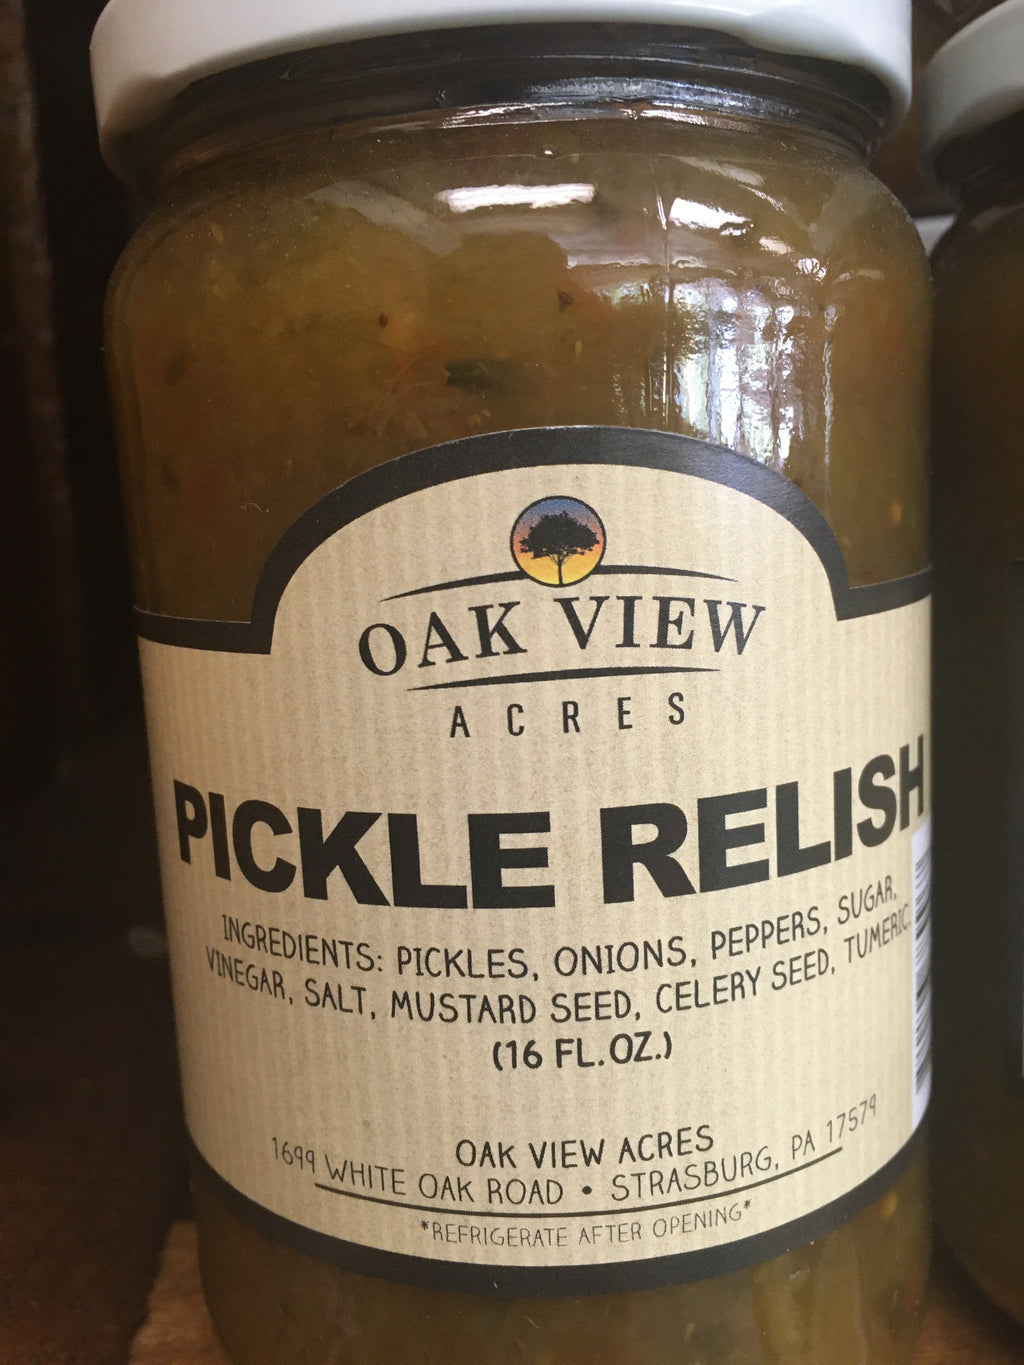 OAK VIEW
ACRES
PICKLE RELISH
INGREDIENTS: PICKLES, ONIONS, PEPPERS, SUGAR,
VINEGAR, SALT, MUSTARD SEED, CELERY SEED, TUMERIC.
(16 FL.OZ.)
OAK VIEW ACRES
1699 WHITE OAK ROAD • STRASBURG, PA 17579
*REFRIGERATE AFTER OPENING*